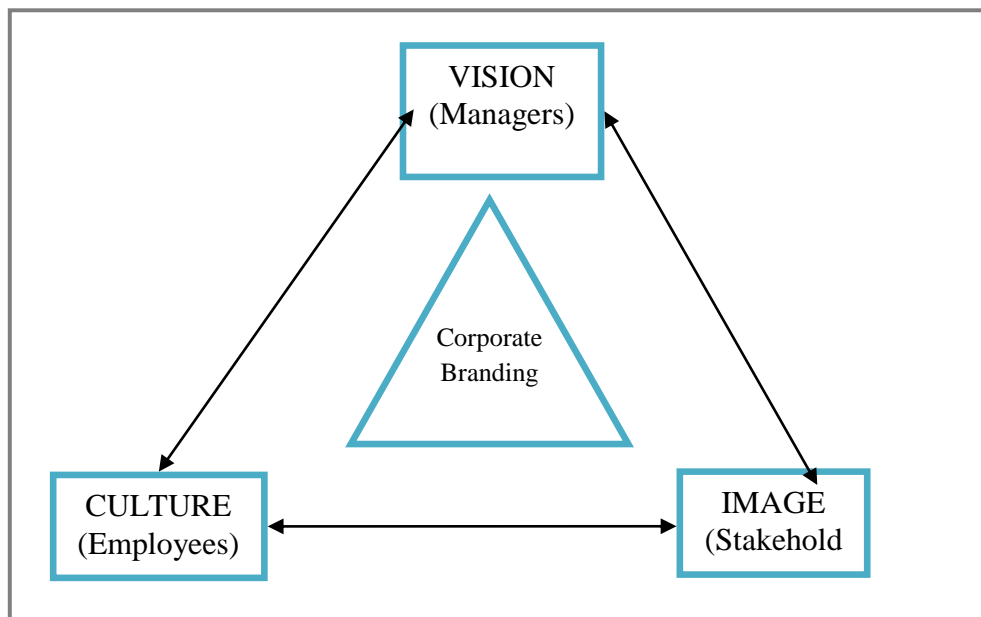 VISION
(Managers)
Corporate
Branding
CULTURE
(Employees)
IMAGE
(Stakehold